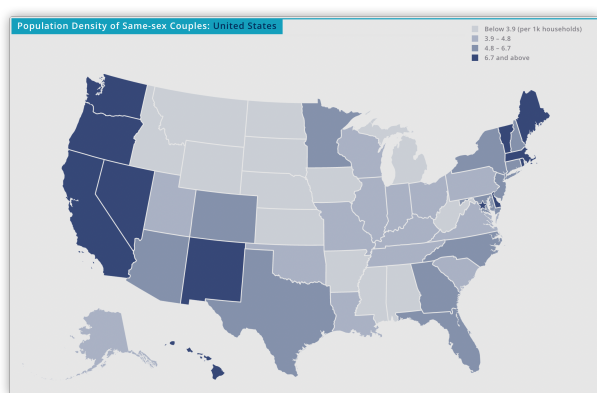 Population Density of Same-sex Couples: United States
Below 3.9 (per 1k households)
3.9 – 4.8
4.8 – 6.7
6.7 and above